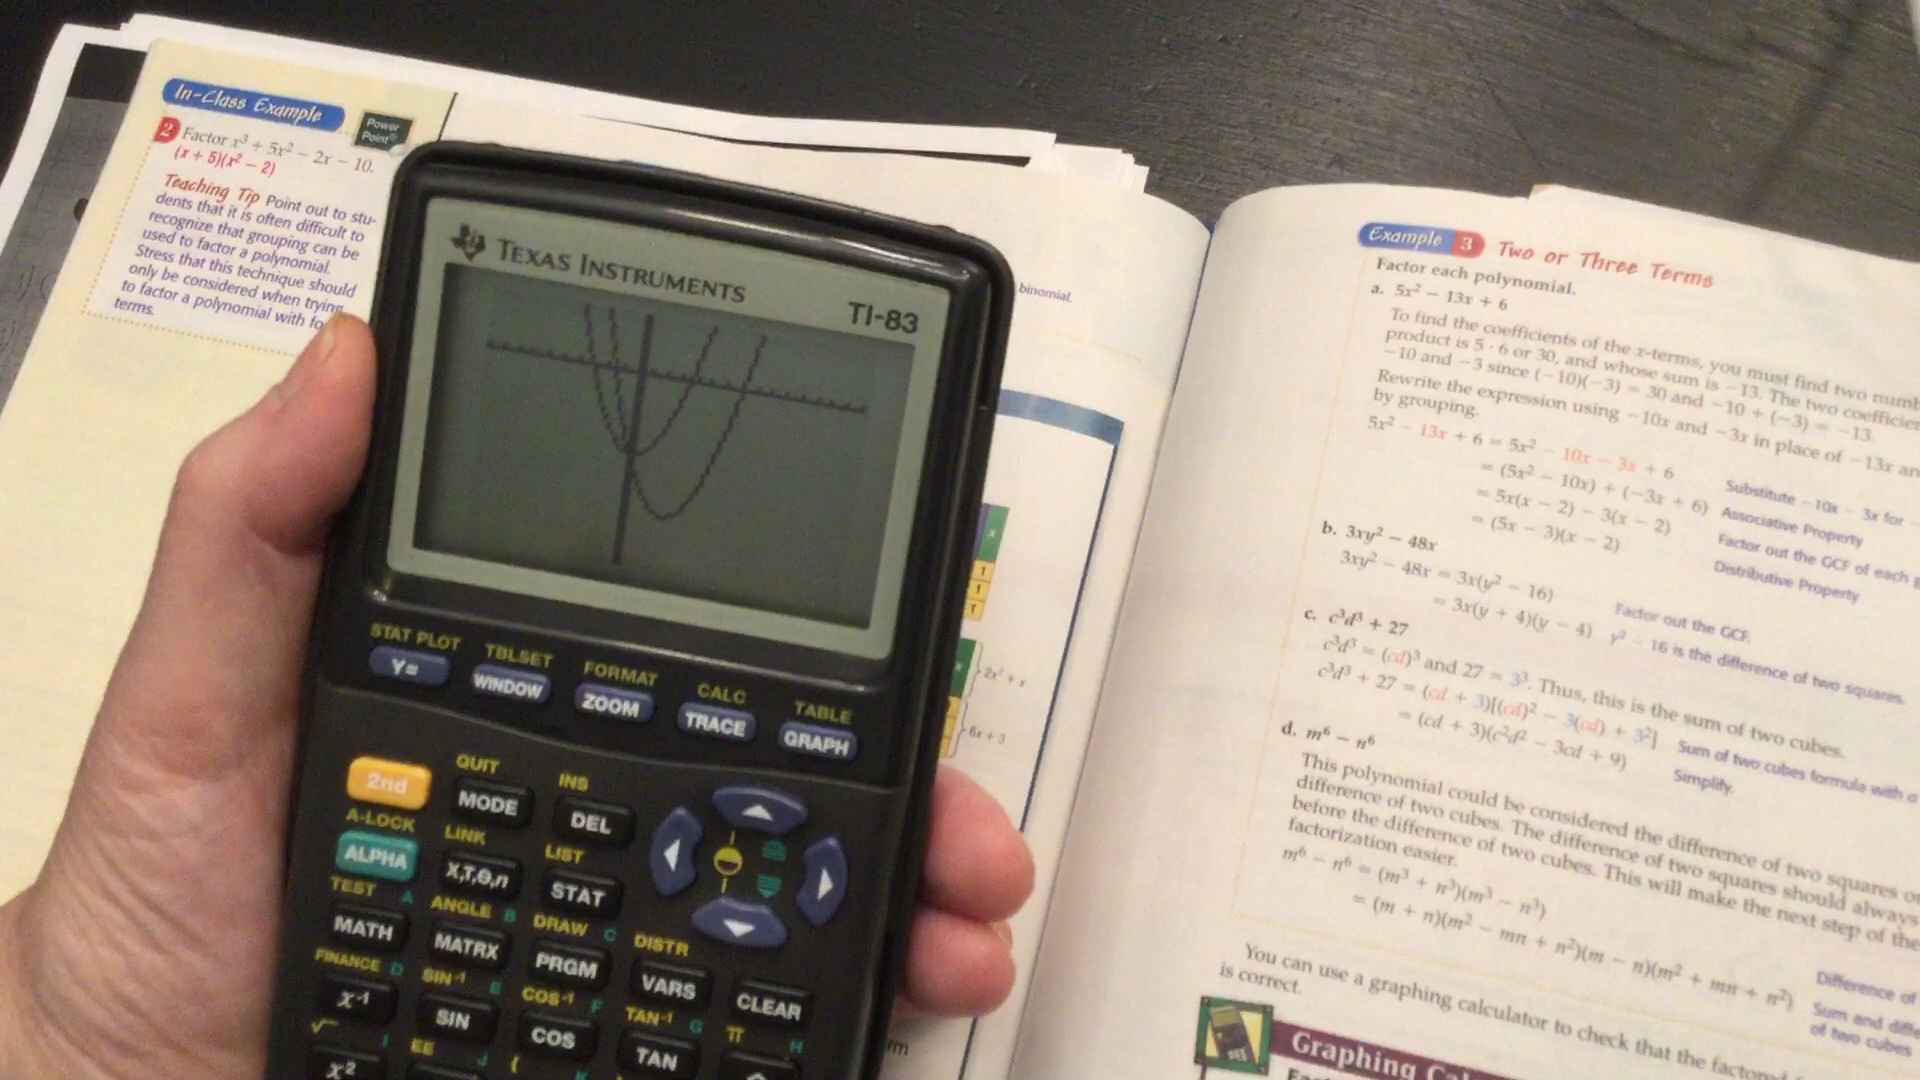 In-Class Example
Power
Point®
2 Factor x³ + 5x² − 2x − 10.
(x + 5)(x² − 2)
Teaching Tip Point out to stu-
dents that it is often difficult to
recognize that grouping can be
used to factor a polynomial.
Stress that this technique should
only be considered when trying
to factor a polynomial with fo
terms.
binomial.
TEXAS INSTRUMENTS
TI-83
STAT PLOT TBLSET FORMAT CALC TABLE
Y= WINDOW ZOOM TRACE GRAPH
QUIT INS
2nd MODE DEL
A-LOCK LINK LIST
ALPHA X,T,Θ,n STAT
TEST A ANGLE B DRAW C DISTR
MATH MATRX PRGM VARS CLEAR
FINANCE D SIN⁻¹ E COS⁻¹ F TAN⁻¹ G π H
x⁻¹ SIN COS TAN ^
√ I EE J { K
x²
x
1
1
1
x
2x² + x
6x + 3
rm
Example 3 Two or Three Terms
Factor each polynomial.
a. 5x² − 13x + 6
To find the coefficients of the x-terms, you must find two
product is 5 · 6 or 30, and whose sum is −13. The two
−10 and −3 since (−10)(−3) = 30 and −10 + (−3) = −13.
Rewrite the expression using −10x and −3x in place of −13x
by grouping.
5x² − 13x + 6 = 5x² − 10x − 3x + 6 Substitute −10x − 3x for
= (5x² − 10x) + (−3x + 6) Associative Property
= 5x(x − 2) − 3(x − 2) Factor out the GCF of each
= (5x − 3)(x − 2) Distributive Property
b. 3xy² − 48x
3xy² − 48x = 3x(y² − 16) Factor out the GCF.
= 3x(y + 4)(y − 4) y² − 16 is the difference of two squares.
c. c³d³ + 27
c³d³ = (cd)³ and 27 = 3³. Thus, this is the sum of two cubes.
c³d³ + 27 = (cd + 3)[(cd)² − 3(cd) + 3²] Sum of two cubes formula with a
= (cd + 3)(c²d² − 3cd + 9) Simplify.
d. m⁶ − n⁶
This polynomial could be considered the difference of two squares or
difference of two cubes. The difference of two squares should always
before the difference of two cubes. This will make the next step of the
factorization easier.
m⁶ − n⁶ = (m³ + n³)(m³ − n³) Difference of
= (m + n)(m² − mn + n²)(m − n)(m² + mn + n²) Sum and
of two cubes
You can use a graphing calculator to check that the factored
is correct.
Graphing